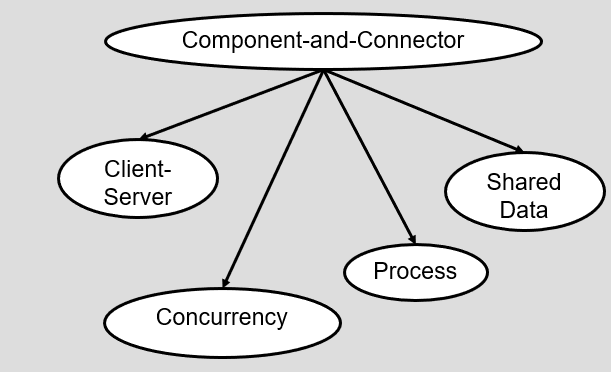 Component-and-Connector
Client-
Server
Shared
Data
Process
Concurrency